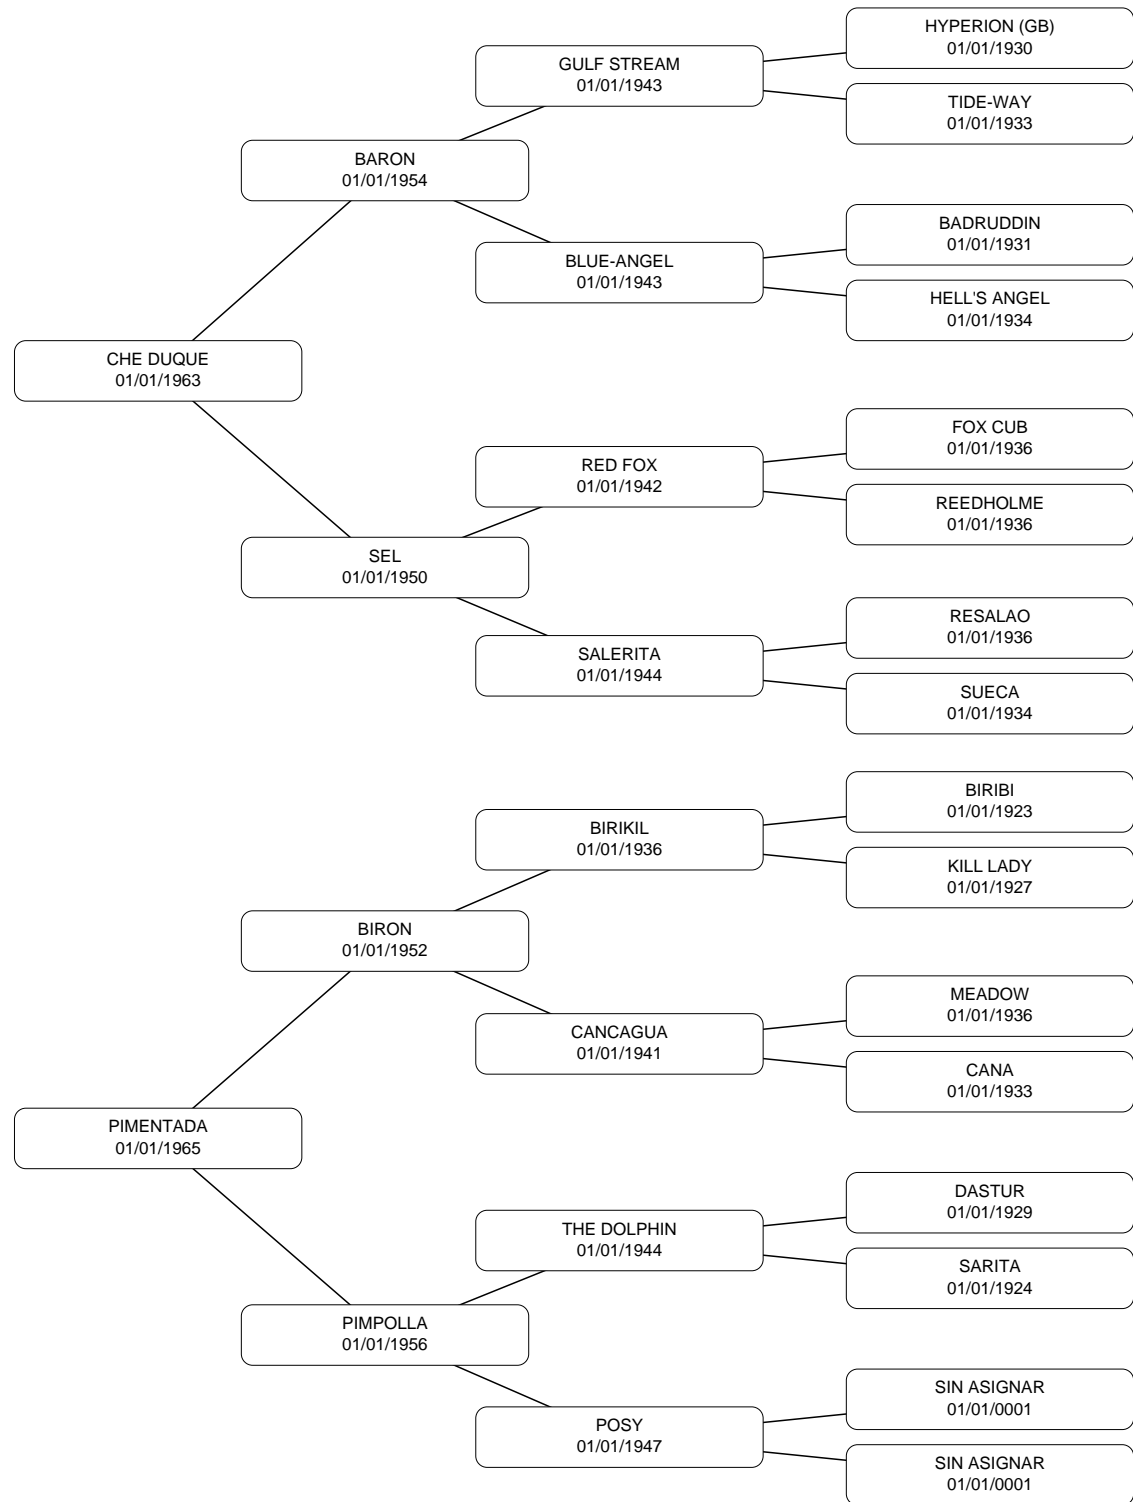 HYPERION (GB)
01/01/1930
GULF STREAM
01/01/1943
TIDE-WAY
01/01/1933
BARON
01/01/1954
BADRUDDIN
01/01/1931
BLUE-ANGEL
01/01/1943
HELL'S ANGEL
01/01/1934
CHE DUQUE
01/01/1963
FOX CUB
01/01/1936
RED FOX
01/01/1942
REEDHOLME
01/01/1936
SEL
01/01/1950
RESALAO
01/01/1936
SALERITA
01/01/1944
SUECA
01/01/1934
BIRIBI
01/01/1923
BIRIKIL
01/01/1936
KILL LADY
01/01/1927
BIRON
01/01/1952
MEADOW
01/01/1936
CANCAGUA
01/01/1941
CANA
01/01/1933
PIMENTADA
01/01/1965
DASTUR
01/01/1929
THE DOLPHIN
01/01/1944
SARITA
01/01/1924
PIMPOLLA
01/01/1956
SIN ASIGNAR
01/01/0001
POSY
01/01/1947
SIN ASIGNAR
01/01/0001